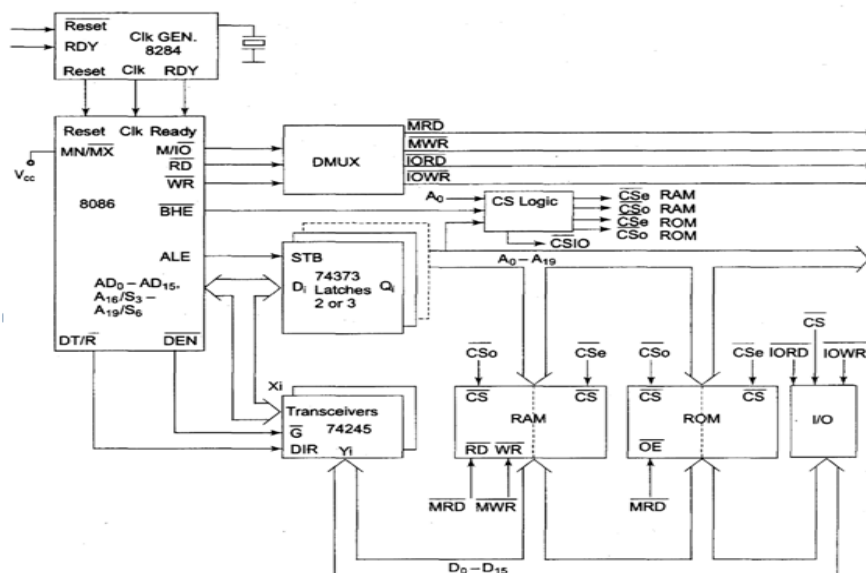 Reset
RDY
Clk GEN.
8284
Reset Clk RDY
Reset Clk Ready
MN/MX
M/IO
RD
WR
Vcc
8086
BHE
ALE
AD0 – AD15,
A16/S3 –
A19/S6
DT/R
DEN
DMUX
MRD
MWR
IORD
IOWR
A0
CS Logic
CSe RAM
CSo RAM
CSe ROM
CSo ROM
CSIO
A0 – A19
STB
74373
Di Latches Qi
2 or 3
Xi
Transceivers
74245
G
DIR Yi
CSo
CSe
CS
CS
RAM
RD WR
MRD MWR
CSo
CSe
CS
CS
ROM
OE
MRD
CS
IORD
IOWR
I/O
D0 – D15